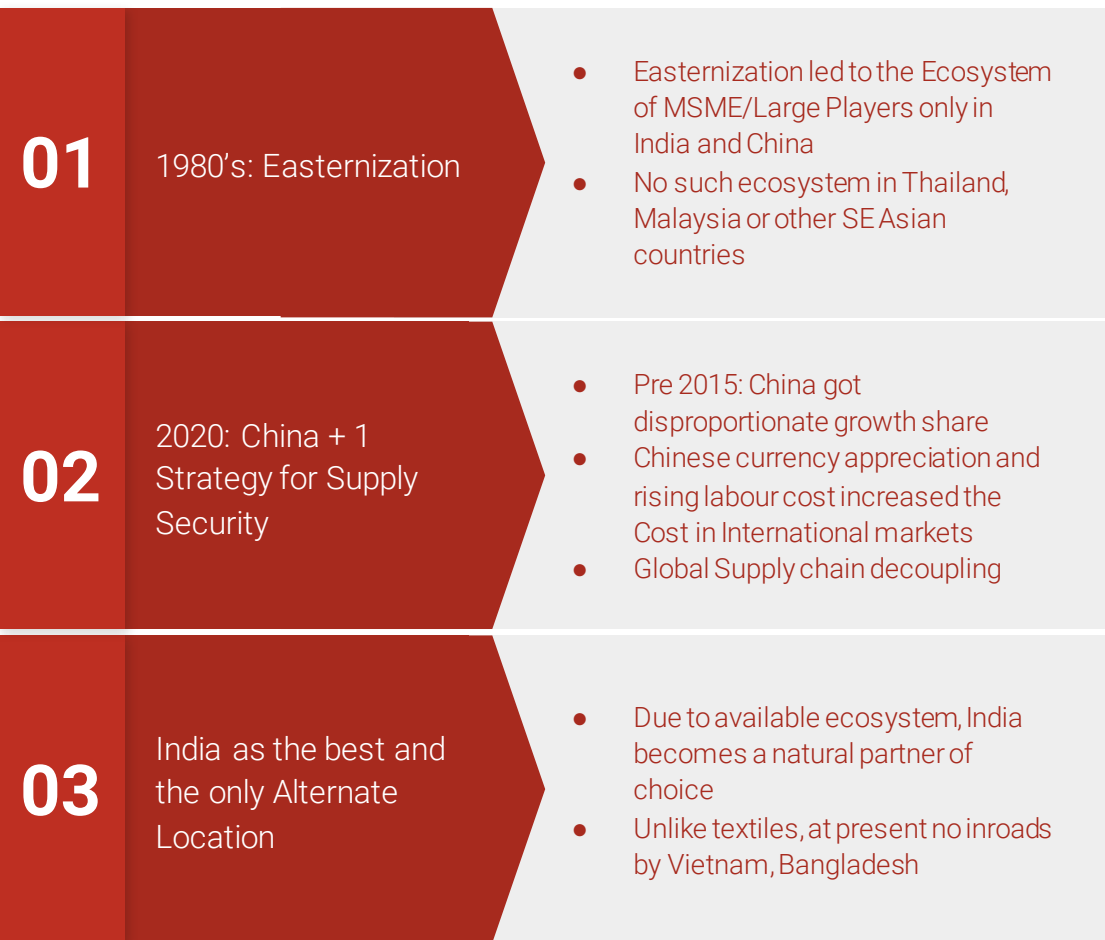 01
1980’s: Easternization
● Easternization led to the Ecosystem
of MSME/Large Players only in
India and China
● No such ecosystem in Thailand,
Malaysia or other SE Asian
countries
02
2020: China + 1
Strategy for Supply
Security
● Pre 2015: China got
disproportionate growth share
● Chinese currency appreciation and
rising labour cost increased the
Cost in International markets
● Global Supply chain decoupling
03
India as the best and
the only Alternate
Location
● Due to available ecosystem, India
becomes a natural partner of
choice
● Unlike textiles, at present no inroads
by Vietnam, Bangladesh